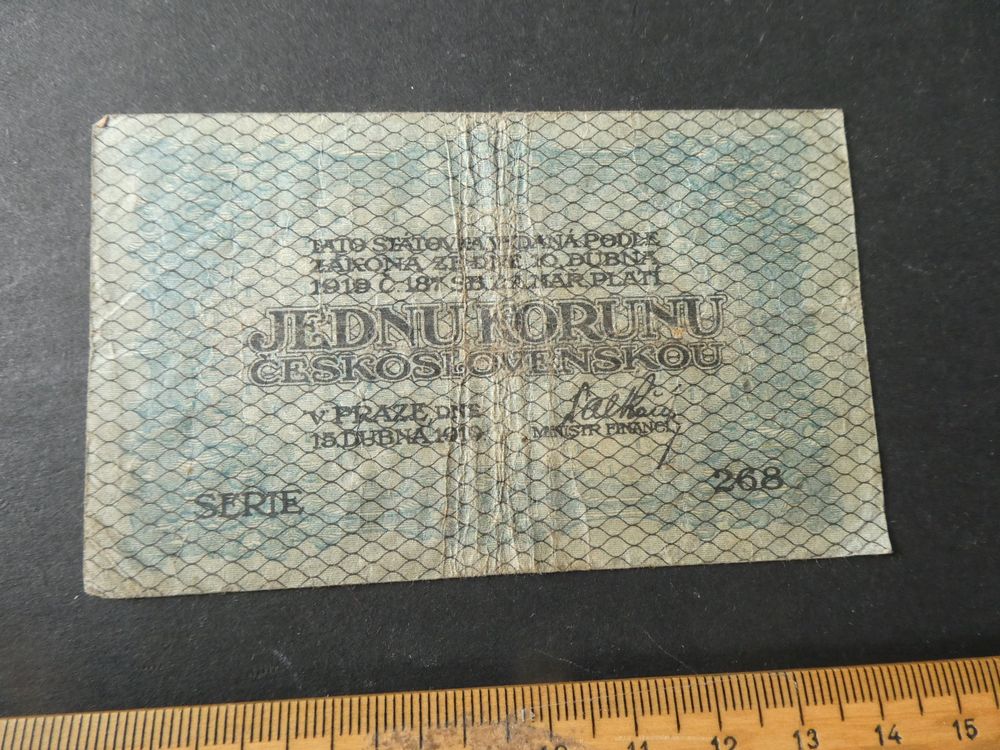 TATO STÁTOVKA VYDANÁ PODLE
ZÁKONA ZE DNE 10. DUBNA
1919 Č. 187 SB. Z. A NAŘ. PLATÍ
JEDNU KORUNU
ČESKOSLOVENSKOU
V PRAZE, DNE
15. DUBNA 1919.
MINISTR FINANCÍ
SERIE
268
10 11 12 13 14 15